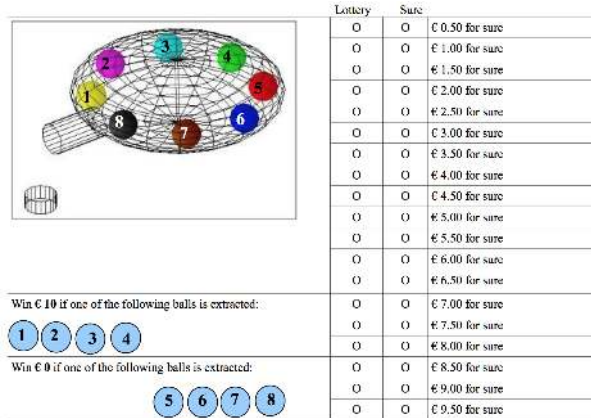 Lottery Sure
O O € 0.50 for sure
O O € 1.00 for sure
O O € 1.50 for sure
O O € 2.00 for sure
O O € 2.50 for sure
O O € 3.00 for sure
O O € 3.50 for sure
O O € 4.00 for sure
O O € 4.50 for sure
O O € 5.00 for sure
O O € 5.50 for sure
O O € 6.00 for sure
O O € 6.50 for sure
O O € 7.00 for sure
O O € 7.50 for sure
O O € 8.00 for sure
O O € 8.50 for sure
O O € 9.00 for sure
O O € 9.50 for sure
3
2 4
1 5
8 7 6
Win € 10 if one of the following balls is extracted:
1 2 3 4
Win € 0 if one of the following balls is extracted:
5 6 7 8